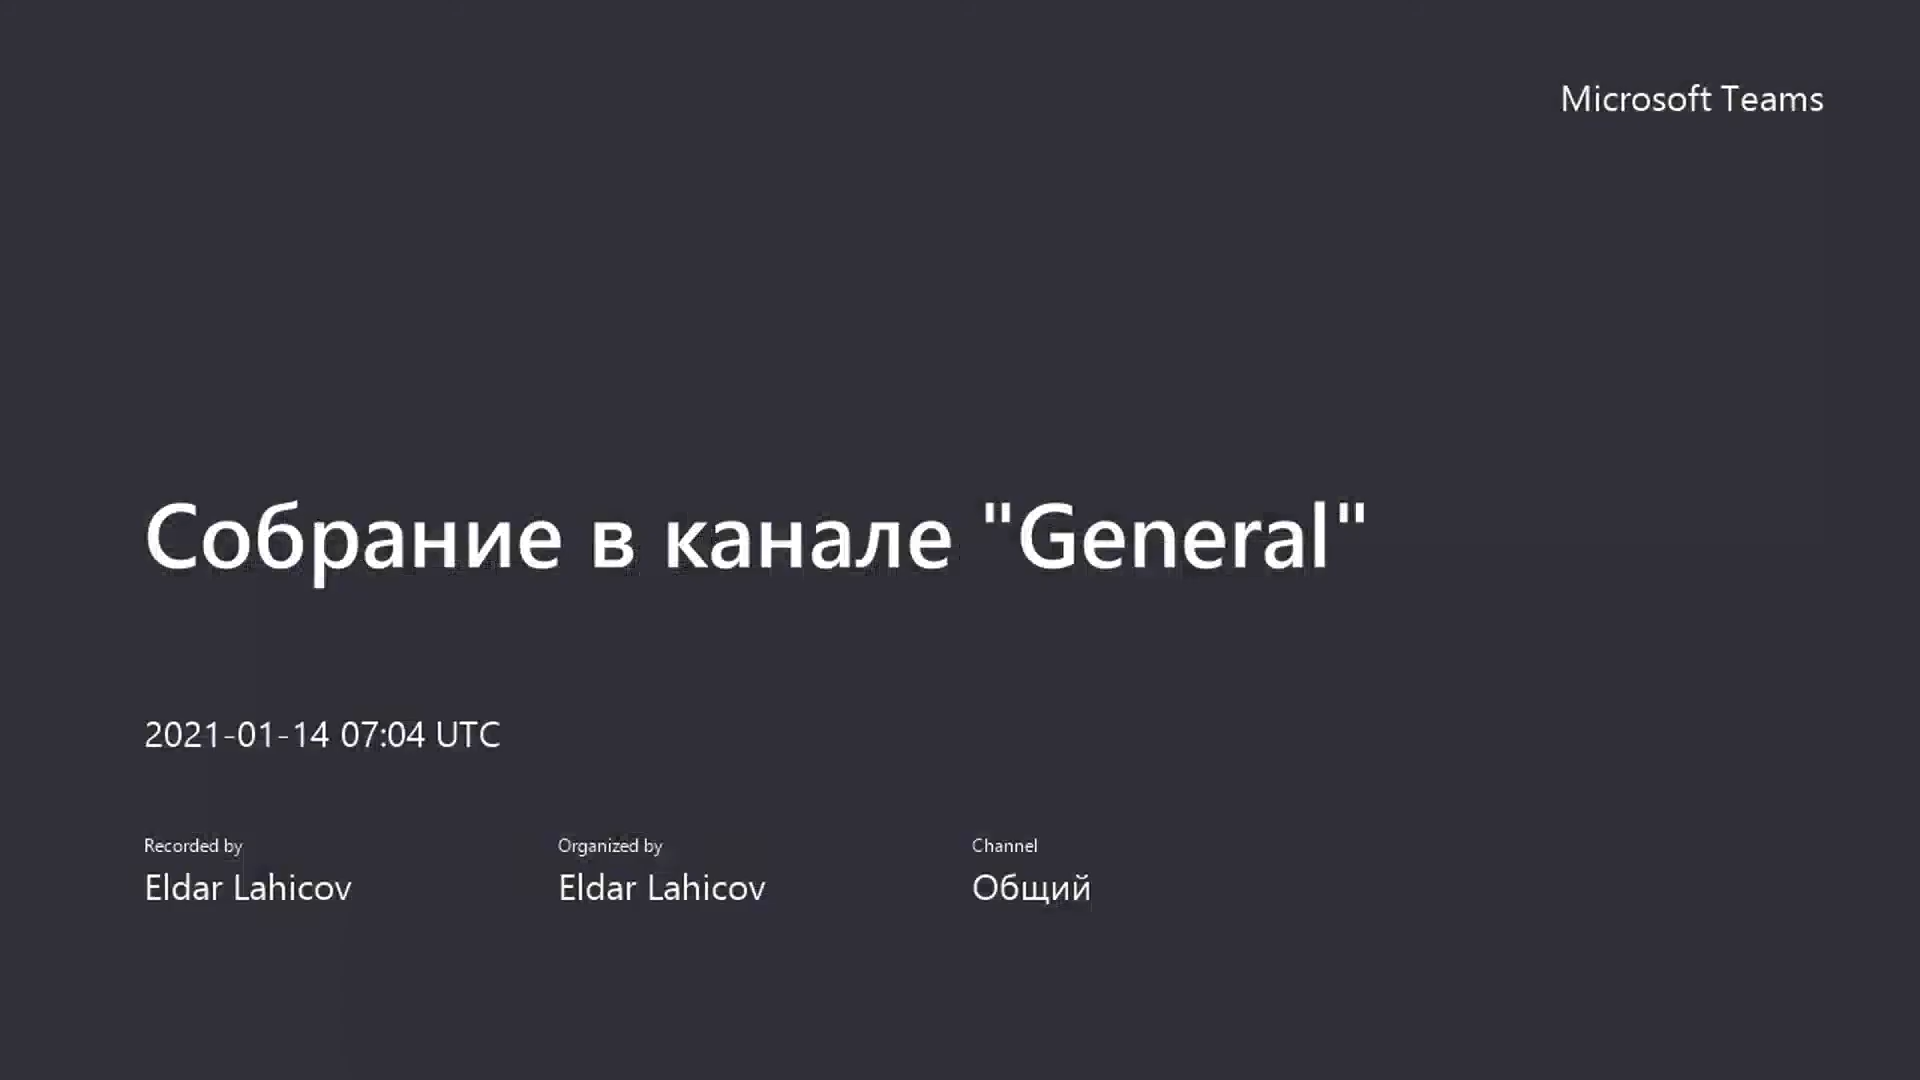 Microsoft Teams
Собрание в канале "General"
2021-01-14 07:04 UTC
Recorded by
Eldar Lahicov
Organized by
Eldar Lahicov
Channel
Общий